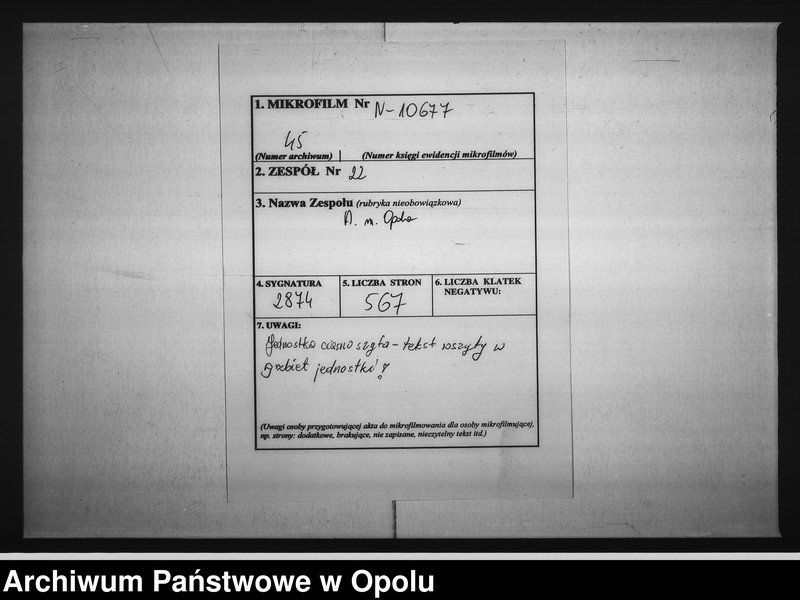 1. MIKROFILM Nr N-10677
45
(Numer archiwum) (Numer księgi ewidencji mikrofilmów)
2. ZESPÓŁ Nr 22
3. Nazwa Zespołu (rubryka nieobowiązkowa)
A. m. Opola
4. SYGNATURA
2874
5. LICZBA STRON
567
6. LICZBA KLATEK
NEGATYWU:
7. UWAGI:
Jednostka ciasno szyta - tekst wszyty w
grzbiet jednostki !
(Uwagi osoby przygotowującej akta do mikrofilmowania dla osoby mikrofilmującej,
np. strony: dodatkowe, brakujące, nie zapisane, nieczytelny tekst itd.)
Archiwum Państwowe w Opolu